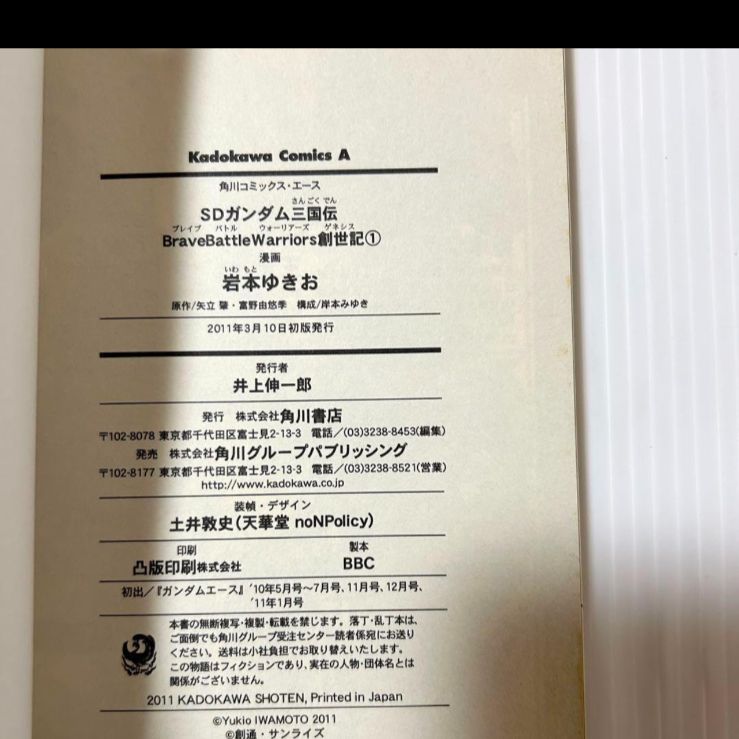 Kadokawa Comics A
角川コミックス・エース
さんごくでん
SDガンダム三国伝
ブレイブ バトル ウォーリアーズ ゲネシス
BraveBattleWarriors創世記①
漫画
いわ もと
岩本ゆきお
原作/矢立 肇・富野由悠季 構成/岸本みゆき
2011年3月10日初版発行
発行者
井上伸一郎
発行 株式会社角川書店
〒102-8078 東京都千代田区富士見2-13-3 電話/(03)3238-8453(編集)
発売 株式会社角川グループパブリッシング
〒102-8177 東京都千代田区富士見2-13-3 電話/(03)3238-8521(営業)
http://www.kadokawa.co.jp
装幀・デザイン
土井敦史(天華堂 noNPolicy)
印刷 製本
凸版印刷株式会社 BBC
初出/『ガンダムエース』'10年5月号〜7月号、11月号、12月号、
'11年1月号
本書の無断複写・複製・転載を禁じます。落丁・乱丁本は、
ご面倒でも角川グループ受注センター読者係宛にお送り
ください。送料は小社負担でお取り替えいたします。
この物語はフィクションであり、実在の人物・団体名とは
関係がございません。
2011 KADOKAWA SHOTEN, Printed in Japan
©Yukio IWAMOTO 2011
©創通・サンライズ